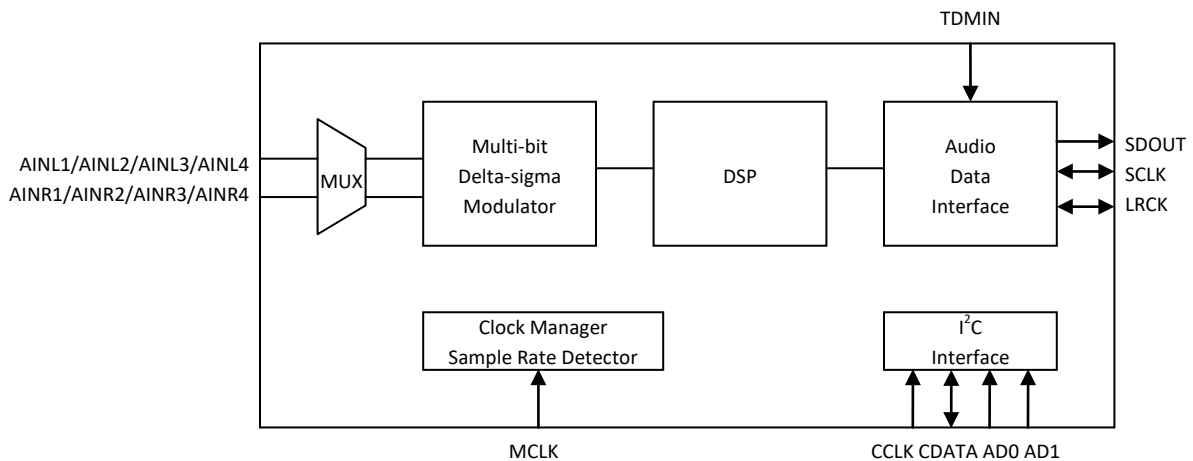 TDMIN
AINL1/AINL2/AINL3/AINL4
AINR1/AINR2/AINR3/AINR4
MUX
Multi-bit
Delta-sigma
Modulator
DSP
Audio
Data
Interface
SDOUT
SCLK
LRCK
Clock Manager
Sample Rate Detector
I²C
Interface
MCLK
CCLK CDATA AD0 AD1